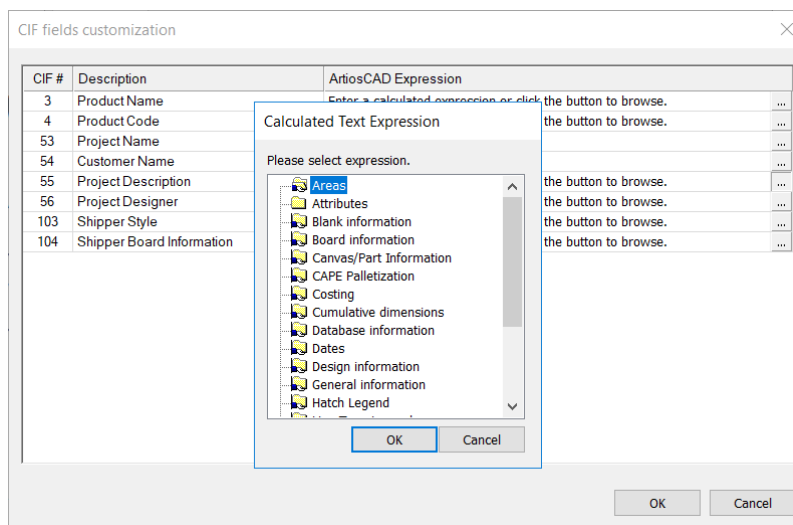 CIF fields customization
CIF # Description ArtiosCAD Expression
3 Product Name Enter a calculated expression or click the button to browse. ...
4 Product Code the button to browse. ...
53 Project Name ...
54 Customer Name ...
55 Project Description the button to browse. ...
56 Project Designer the button to browse. ...
103 Shipper Style the button to browse. ...
104 Shipper Board Information the button to browse. ...
Calculated Text Expression
Please select expression.
Areas
Attributes
Blank information
Board information
Canvas/Part Information
CAPE Palletization
Costing
Cumulative dimensions
Database information
Dates
Design information
General information
Hatch Legend
OK Cancel
OK Cancel